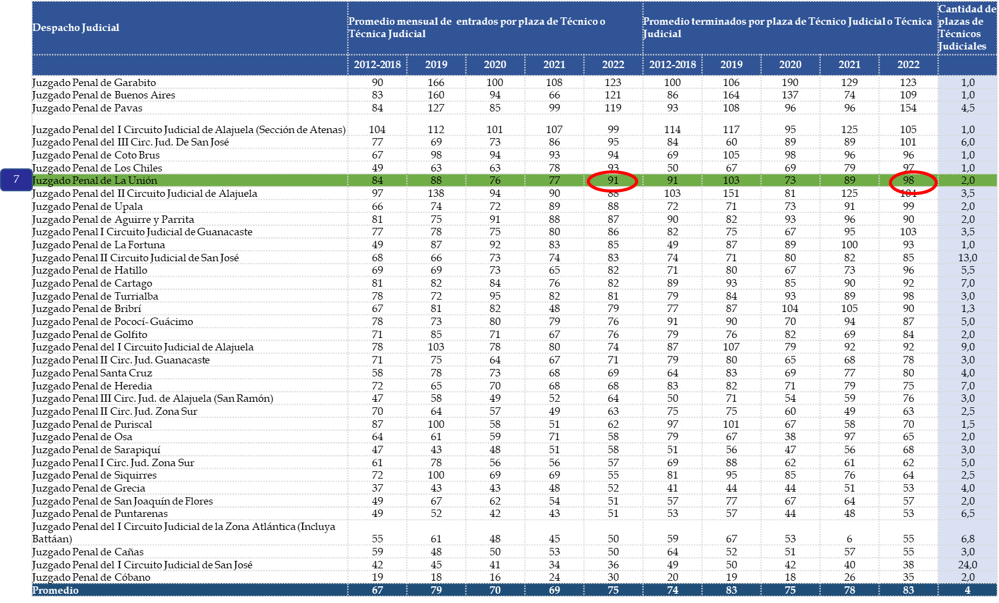 Despacho Judicial | Promedio mensual de entrados por plaza de Técnico o Técnica Judicial | Promedio terminados por plaza de Técnico Judicial o Técnica Judicial | Cantidad de plazas de Técnicos Judiciales
2012-2018 2019 2020 2021 2022 2012-2018 2019 2020 2021 2022
Juzgado Penal de Garabito 90 166 100 108 123 100 106 190 129 123 1,0
Juzgado Penal de Buenos Aires 83 160 94 66 121 86 164 137 74 109 1,0
Juzgado Penal de Pavas 84 127 85 99 119 93 108 96 96 154 4,5
Juzgado Penal del I Circuito Judicial de Alajuela (Sección de Atenas) 104 112 101 107 99 114 117 95 125 105 1,0
Juzgado Penal del III Circ. Jud. De San José 77 69 73 86 95 84 60 89 89 101 6,0
Juzgado Penal de Coto Brus 67 98 94 93 94 69 105 98 96 96 1,0
Juzgado Penal de Los Chiles 49 63 63 78 93 50 67 69 79 97 1,0
7 Juzgado Penal de La Unión 84 88 76 77 91 91 103 73 89 98 2,0
Juzgado Penal del II Circuito Judicial de Alajuela 97 138 94 90 88 103 151 81 125 104 3,5
Juzgado Penal de Upala 66 74 72 89 88 72 71 73 91 99 2,0
Juzgado Penal de Aguirre y Parrita 81 75 91 88 87 90 82 93 96 90 2,0
Juzgado Penal I Circuito Judicial de Guanacaste 77 78 75 80 86 82 75 67 95 103 3,5
Juzgado Penal de La Fortuna 49 87 92 83 85 49 87 89 100 93 1,0
Juzgado Penal II Circuito Judicial de San José 68 66 73 74 83 74 71 80 82 85 13,0
Juzgado Penal de Hatillo 69 69 73 65 82 71 80 67 73 96 5,5
Juzgado Penal de Cartago 81 82 84 76 82 89 93 85 90 92 7,0
Juzgado Penal de Turrialba 78 72 95 82 81 79 84 93 89 98 3,0
Juzgado Penal de Bribrí 67 81 82 48 79 77 87 104 105 90 1,3
Juzgado Penal de Pococí- Guácimo 78 73 80 79 76 91 90 70 94 87 5,0
Juzgado Penal de Golfito 71 85 71 67 76 79 76 82 69 84 2,0
Juzgado Penal del I Circuito Judicial de Alajuela 78 103 78 80 74 87 107 79 92 92 9,0
Juzgado Penal II Circ. Jud. Guanacaste 71 75 64 67 71 79 80 65 68 78 3,0
Juzgado Penal Santa Cruz 58 78 73 68 69 64 83 69 77 80 4,0
Juzgado Penal de Heredia 72 65 70 68 68 83 82 71 79 75 7,0
Juzgado Penal III Circ. Jud. de Alajuela (San Ramón) 47 58 49 52 64 50 71 54 59 76 3,0
Juzgado Penal II Circ. Jud. Zona Sur 70 64 57 49 63 75 75 60 49 63 2,5
Juzgado Penal de Puriscal 87 100 58 51 62 97 101 67 58 70 1,5
Juzgado Penal de Osa 64 61 59 71 58 79 67 38 97 65 2,0
Juzgado Penal de Sarapiquí 47 43 48 51 58 51 56 47 56 68 3,0
Juzgado Penal I Circ. Jud. Zona Sur 61 78 56 56 57 69 88 62 61 62 5,0
Juzgado Penal de Siquirres 72 100 69 69 55 81 95 85 76 64 2,5
Juzgado Penal de Grecia 37 43 43 48 52 41 44 44 51 53 4,0
Juzgado Penal de San Joaquín de Flores 49 67 62 54 51 57 77 67 64 57 2,0
Juzgado Penal de Puntarenas 49 52 42 43 51 53 57 44 48 53 6,5
Juzgado Penal del I Circuito Judicial de la Zona Atlántica (Incluya
Battáan) 55 61 48 45 50 59 67 53 6 55 6,8
Juzgado Penal de Cañas 59 48 50 53 50 64 52 51 57 55 3,0
Juzgado Penal del I Circuito Judicial de San José 42 45 41 34 36 49 50 42 40 38 24,0
Juzgado Penal de Cóbano 19 18 16 24 30 20 19 18 26 35 2,0
Promedio 67 79 70 69 75 74 83 75 78 83 4